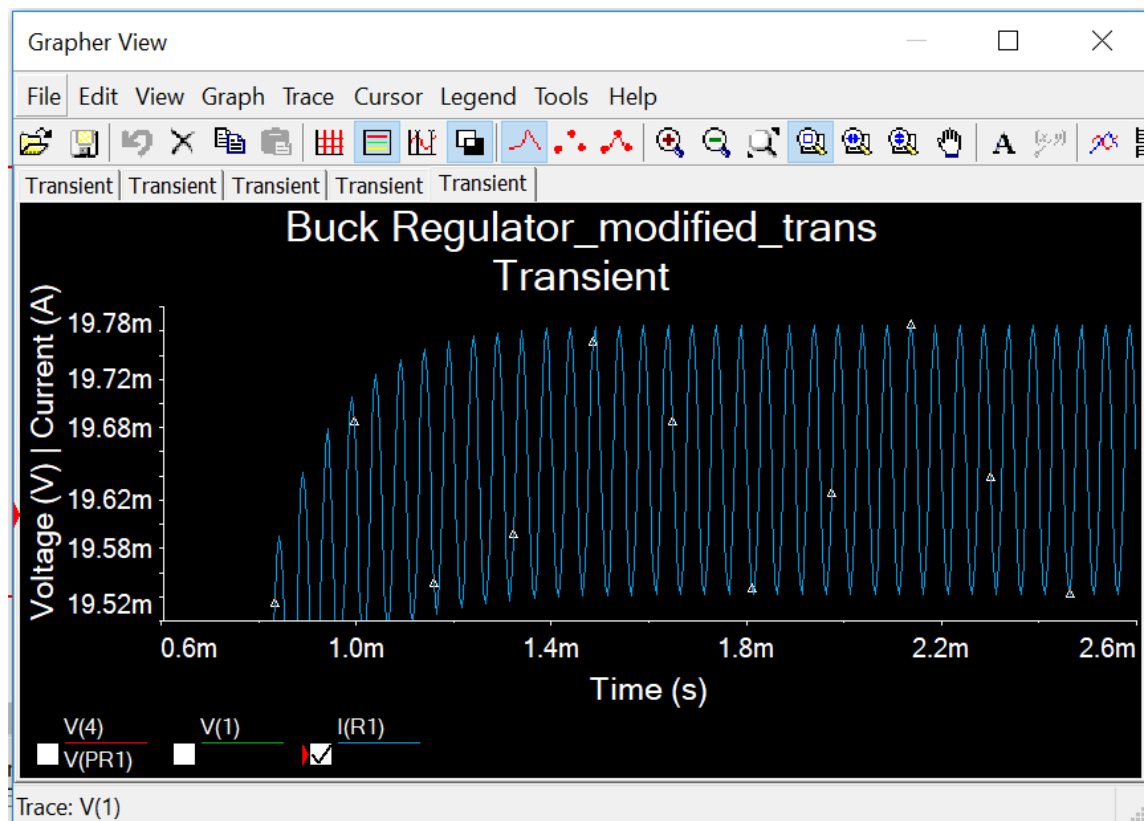 Grapher View
File Edit View Graph Trace Cursor Legend Tools Help
A (x,y)
Transient Transient Transient Transient Transient
Buck Regulator_modified_trans
Transient
Voltage (V) | Current (A)
19.78m
19.72m
19.68m
19.62m
19.58m
19.52m
0.6m 1.0m 1.4m 1.8m 2.2m 2.6m
Time (s)
V(4) V(1) I(R1)
V(PR1)
Trace: V(1)